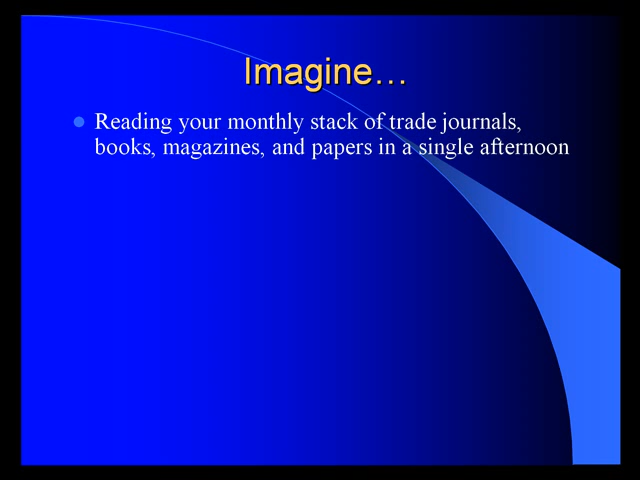 Imagine…
Reading your monthly stack of trade journals,
books, magazines, and papers in a single afternoon